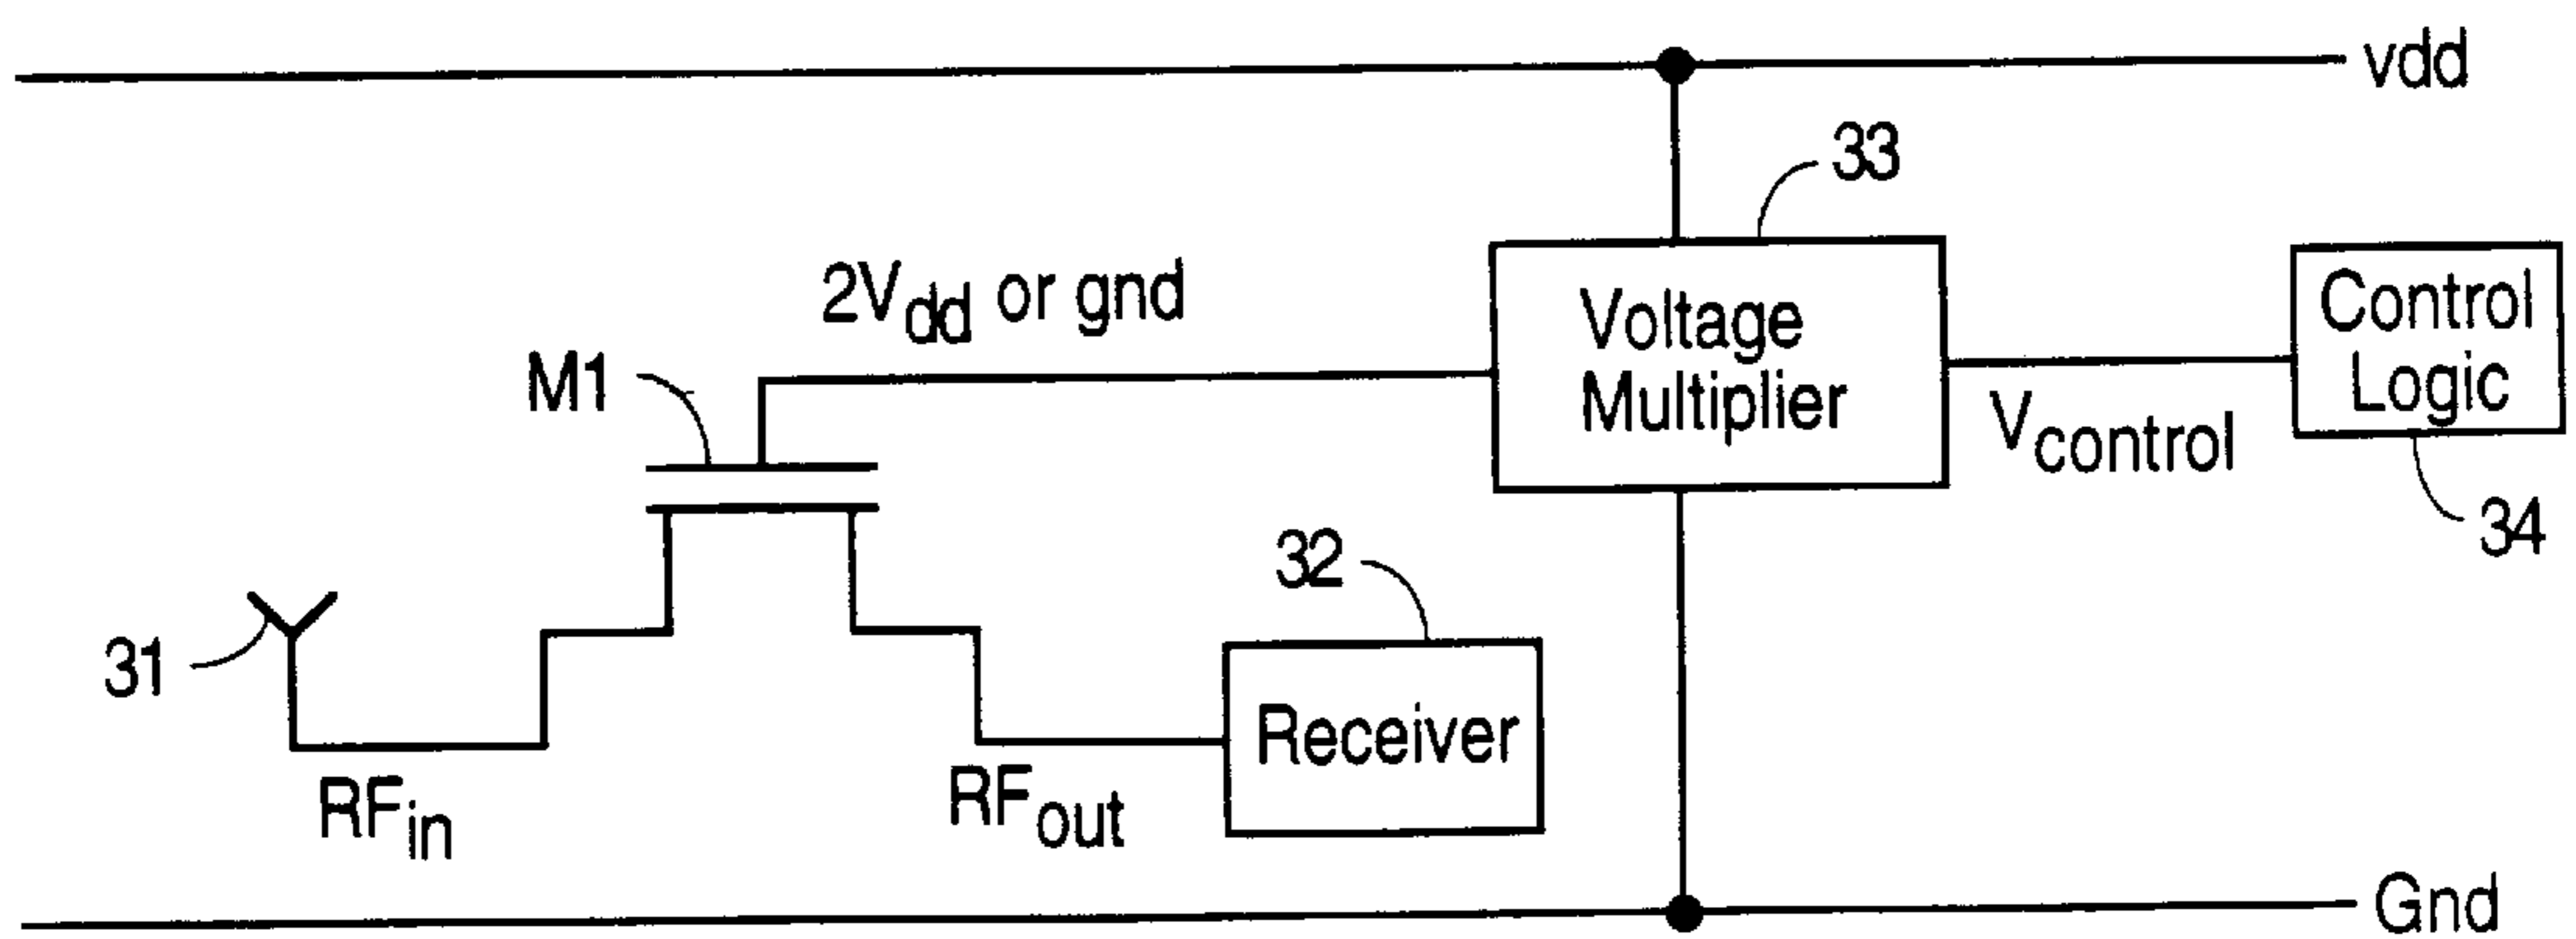 vdd
33
2Vdd or gnd
Voltage
Multiplier
Control
Logic
M1
Vcontrol
34
32
31
Receiver
RFin
RFout
Gnd